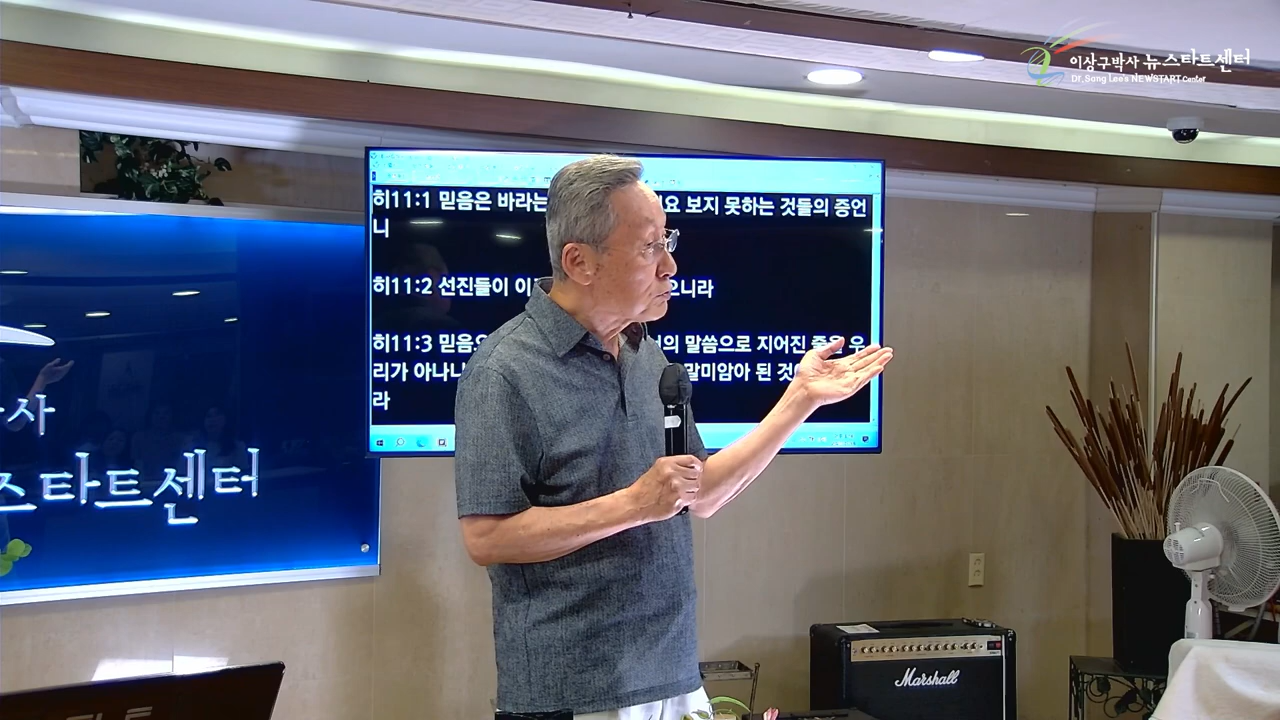 이상구박사 뉴스타트센터
Dr. Sang Lee's NEWSTART Center
히11:1 믿음은 바라는 요 보지 못하는 것들의 증언
니
히11:2 선진들이 이 으니라
히11:3 믿음으 의 말씀으로 지어진 줄을 우
리가 아나니 말미암아 된 것이
라
사
스타트센터
Marshall